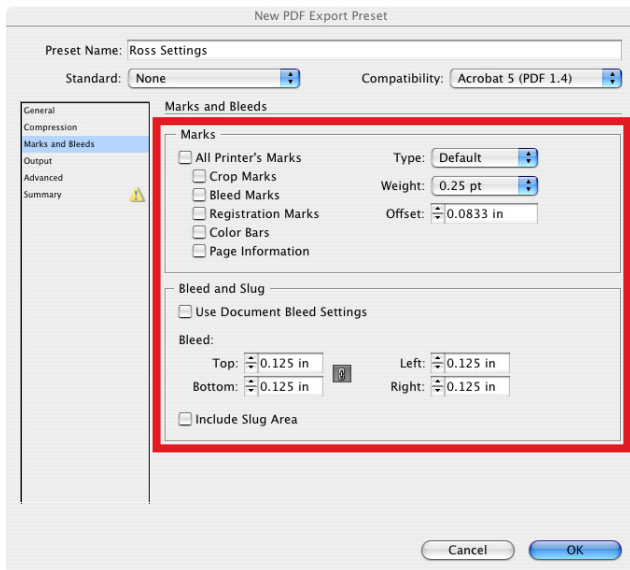 New PDF Export Preset
Preset Name: Ross Settings
Standard: None Compatibility: Acrobat 5 (PDF 1.4)
General
Compression
Marks and Bleeds
Output
Advanced
Summary
Marks and Bleeds
Marks
All Printer's Marks Type: Default
Crop Marks Weight: 0.25 pt
Bleed Marks
Registration Marks Offset: 0.0833 in
Color Bars
Page Information
Bleed and Slug
Use Document Bleed Settings
Bleed:
Top: 0.125 in Left: 0.125 in
Bottom: 0.125 in Right: 0.125 in
Include Slug Area
Cancel OK